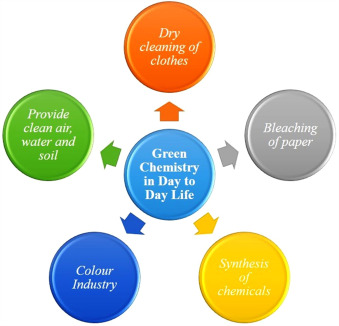 Dry
cleaning of
clothes
Provide
clean air,
water and
soil
Green
Chemistry
in Day to
Day Life
Bleaching
of paper
Colour
Industry
Synthesis
of
chemicals